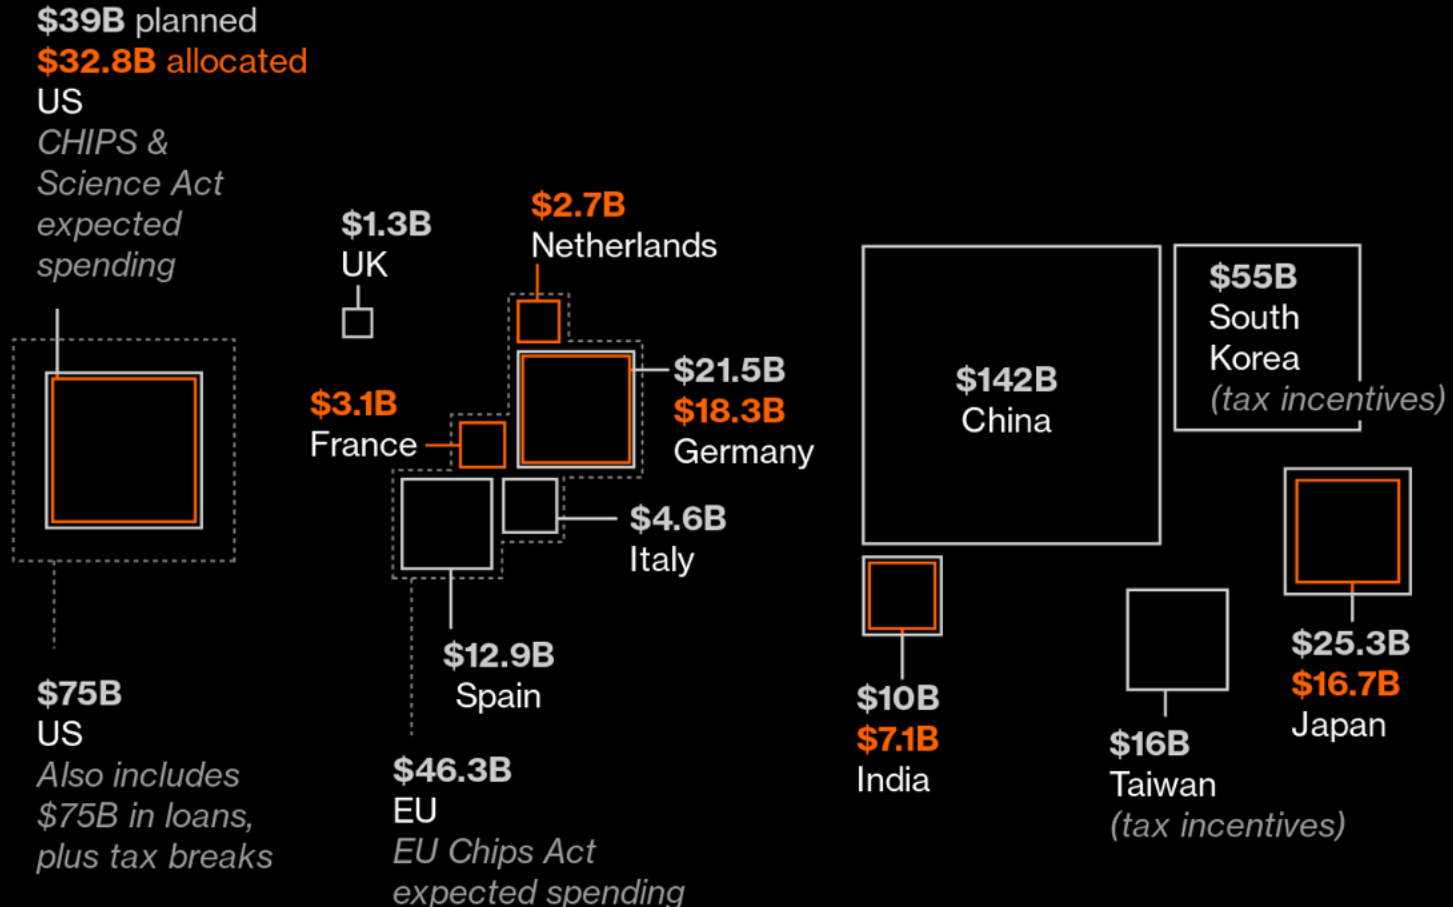 $39B planned
$32.8B allocated
US
CHIPS &
Science Act
expected
spending
$75B
US
Also includes
$75B in loans,
plus tax breaks
$1.3B
UK
$2.7B
Netherlands
$3.1B
France
$21.5B
$18.3B
Germany
$4.6B
Italy
$12.9B
Spain
$46.3B
EU
EU Chips Act
expected spending
$142B
China
$55B
South
Korea
(tax incentives)
$10B
$7.1B
India
$16B
Taiwan
(tax incentives)
$25.3B
$16.7B
Japan